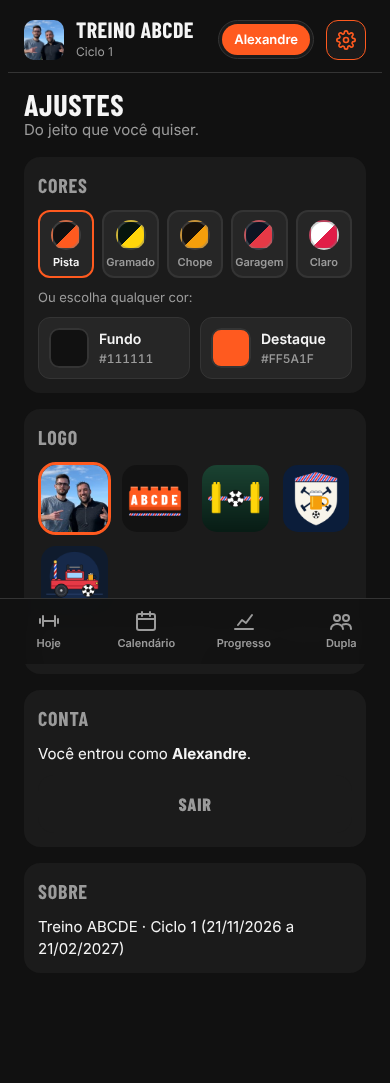 TREINO ABCDE
Ciclo 1
Alexandre
AJUSTES
Do jeito que você quiser.
CORES
Pista
Gramado
Chope
Garagem
Claro
Ou escolha qualquer cor:
Fundo
#111111
Destaque
#FF5A1F
LOGO
ABCDE
Hoje
Calendário
Progresso
Dupla
CONTA
Você entrou como Alexandre.
SAIR
SOBRE
Treino ABCDE · Ciclo 1 (21/11/2026 a
21/02/2027)